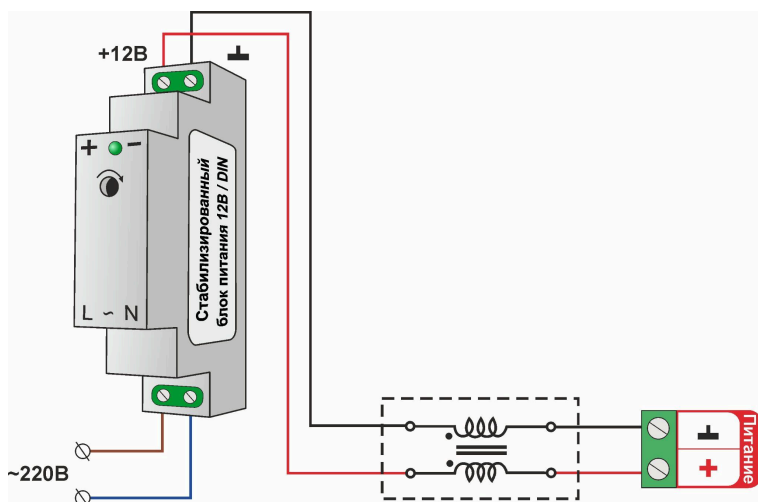 +12В
+ −
Стабилизированный
блок питания 12В / DIN
L ~ N
~220В
Питание
+